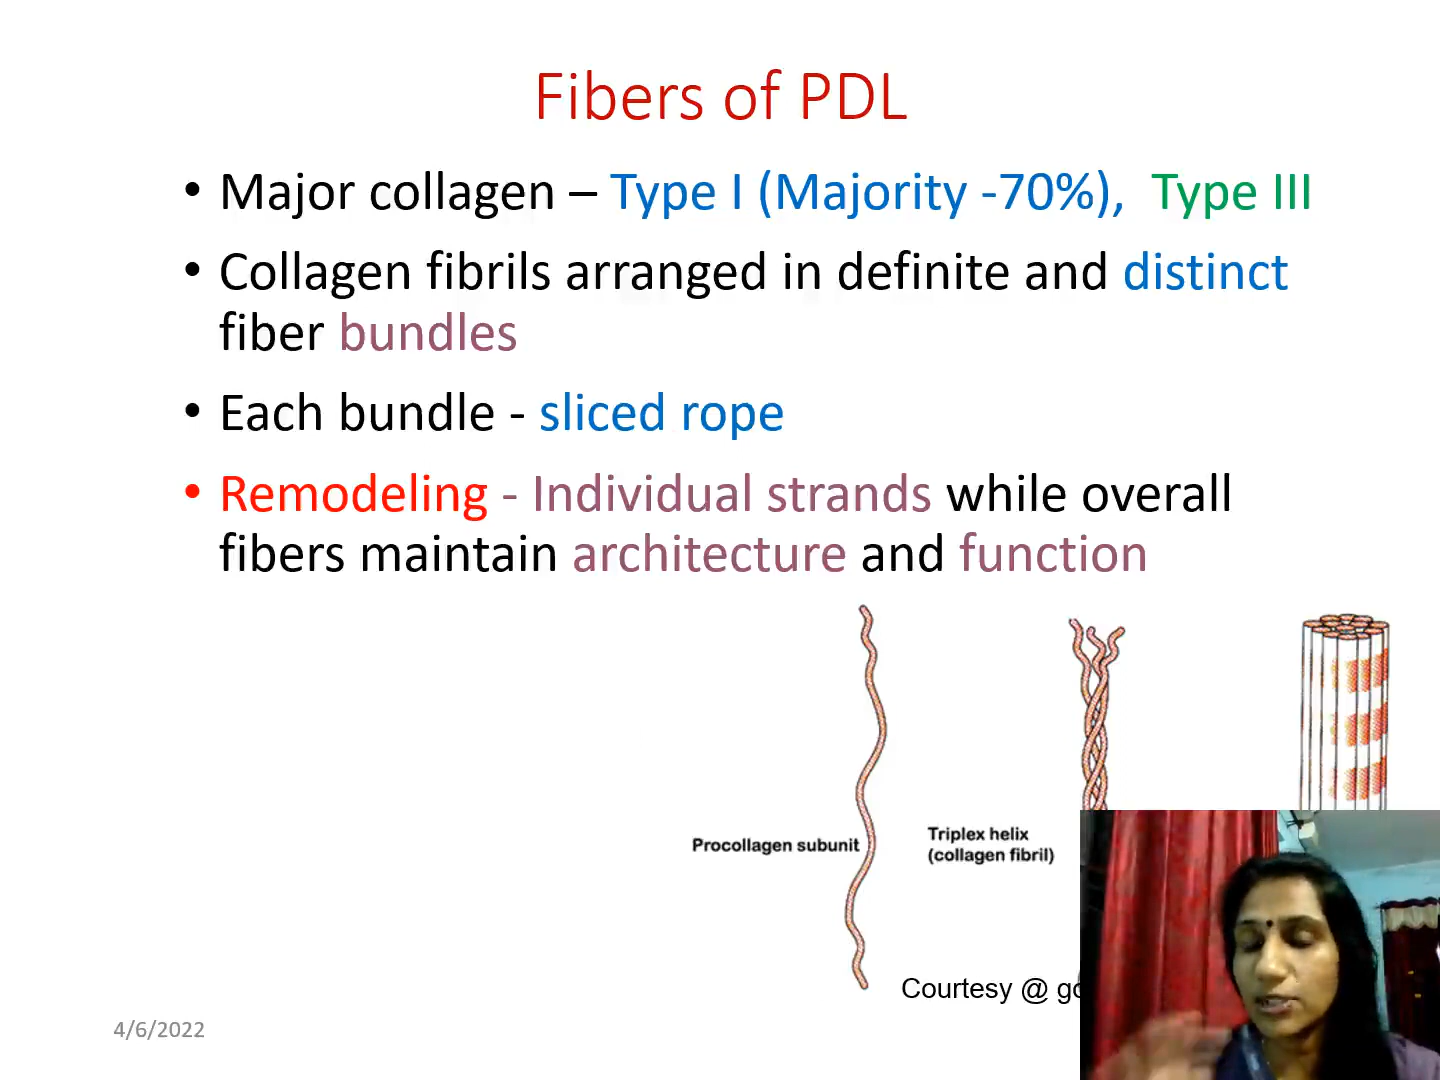 Fibers of PDL
• Major collagen – Type I (Majority -70%), Type III
• Collagen fibrils arranged in definite and distinct
fiber bundles
• Each bundle - sliced rope
• Remodeling - Individual strands while overall
fibers maintain architecture and function
Procollagen subunit
Triplex helix
(collagen fibril)
Courtesy @
4/6/2022